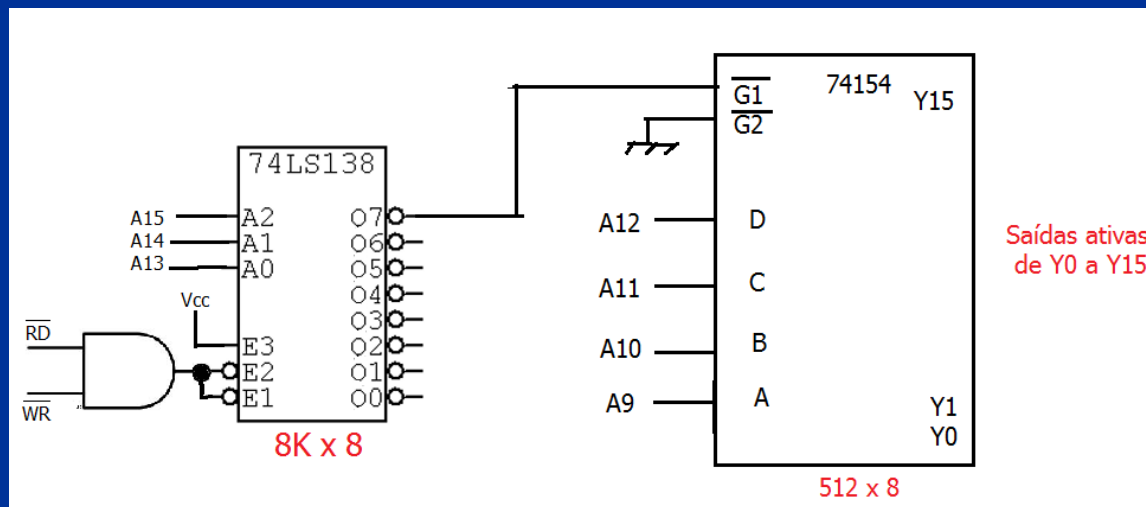 74LS138
A15
A14
A13
A2
A1
A0
Vcc
E3
E2
E1
O7
O6
O5
O4
O3
O2
O1
O0
RD
WR
8K x 8
G1
G2
74154
Y15
A12
D
A11
C
A10
B
A9
A
Y1
Y0
512 x 8
Saídas ativas
de Y0 a Y15